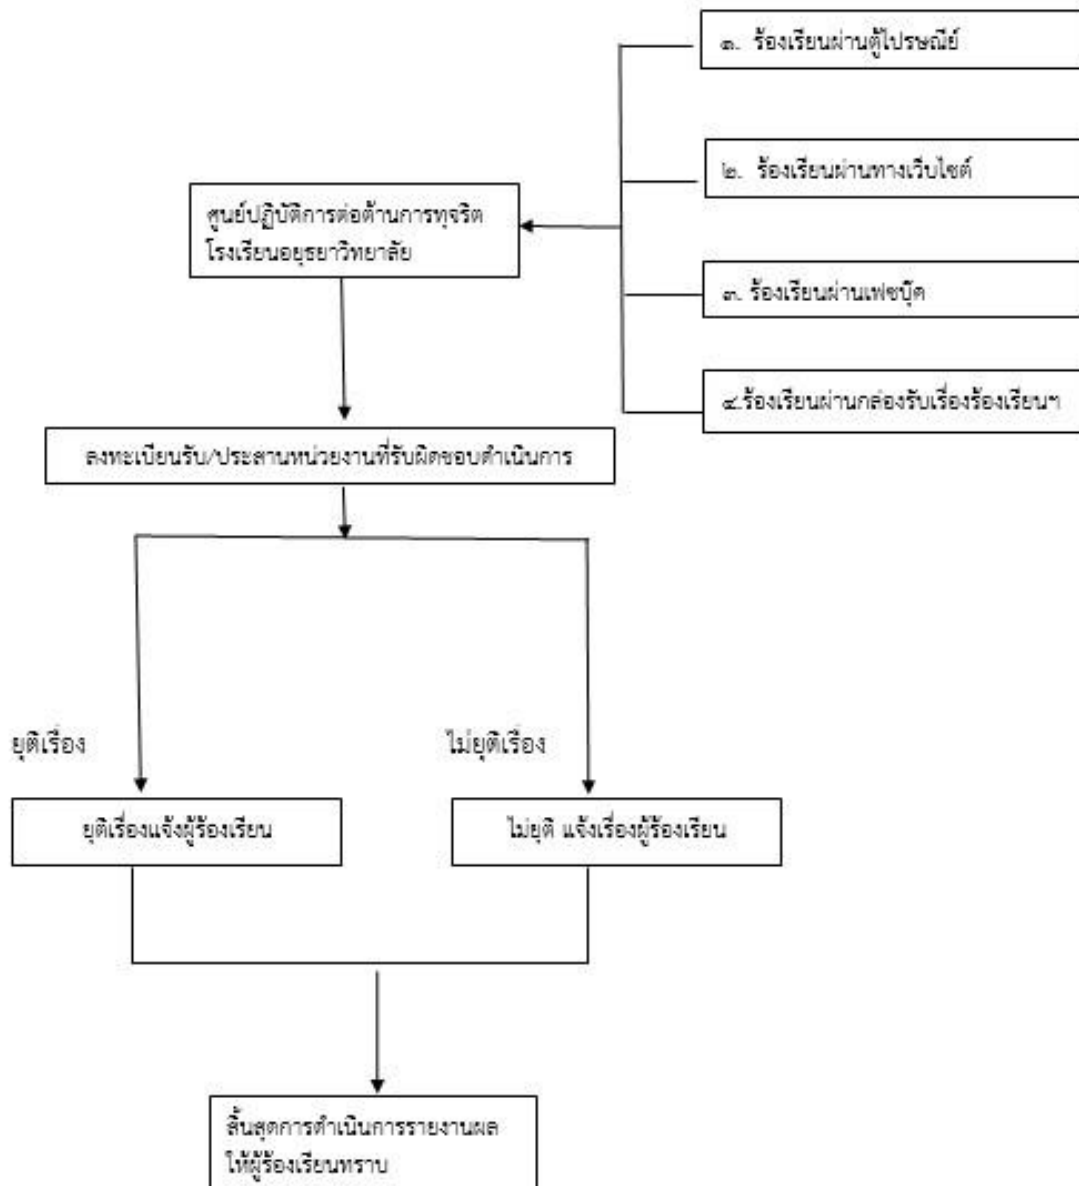 ๑. ร้องเรียนผ่านตู้ไปรษณีย์
๒. ร้องเรียนผ่านทางเว็บไซต์
ศูนย์ปฏิบัติการต่อต้านการทุจริต
โรงเรียนอยุธยาวิทยาลัย
๓. ร้องเรียนผ่านเฟซบุ๊ค
๔.ร้องเรียนผ่านกล่องรับเรื่องร้องเรียนฯ
ลงทะเบียนรับ/ประสานหน่วยงานที่รับผิดชอบดำเนินการ
ยุติเรื่อง
ไม่ยุติเรื่อง
ยุติเรื่องแจ้งผู้ร้องเรียน
ไม่ยุติ แจ้งเรื่องผู้ร้องเรียน
สิ้นสุดการดำเนินการรายงานผล
ให้ผู้ร้องเรียนทราบ